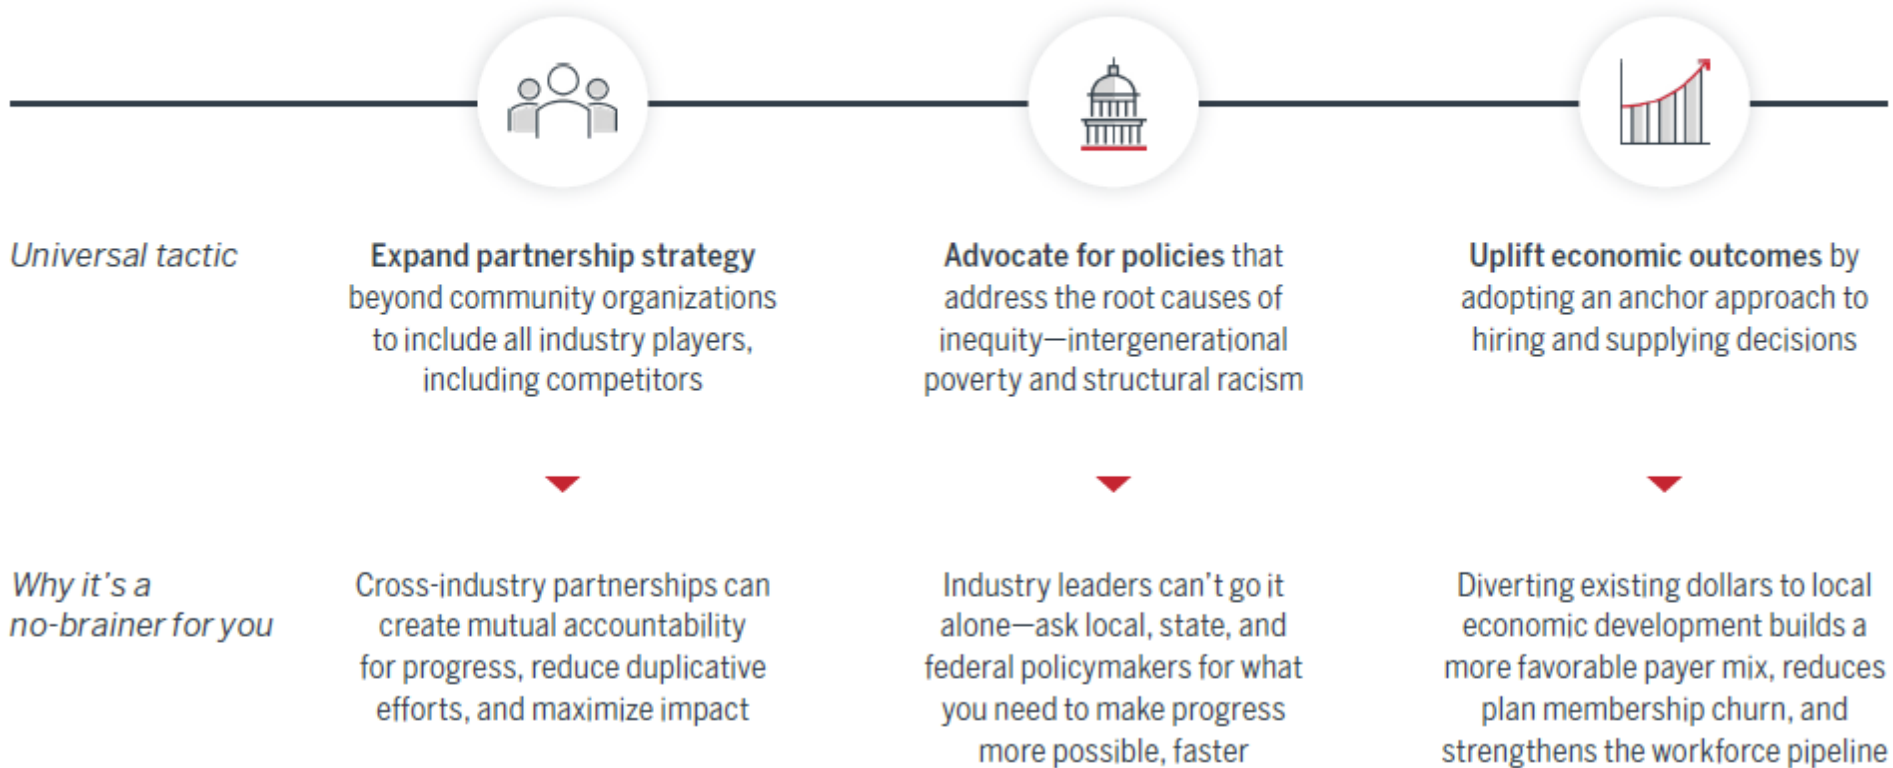 Universal tactic
Expand partnership strategy
beyond community organizations
to include all industry players,
including competitors
Advocate for policies that
address the root causes of
inequity—intergenerational
poverty and structural racism
Uplift economic outcomes by
adopting an anchor approach to
hiring and supplying decisions
Why it's a
no-brainer for you
Cross-industry partnerships can
create mutual accountability
for progress, reduce duplicative
efforts, and maximize impact
Industry leaders can't go it
alone—ask local, state, and
federal policymakers for what
you need to make progress
more possible, faster
Diverting existing dollars to local
economic development builds a
more favorable payer mix, reduces
plan membership churn, and
strengthens the workforce pipeline